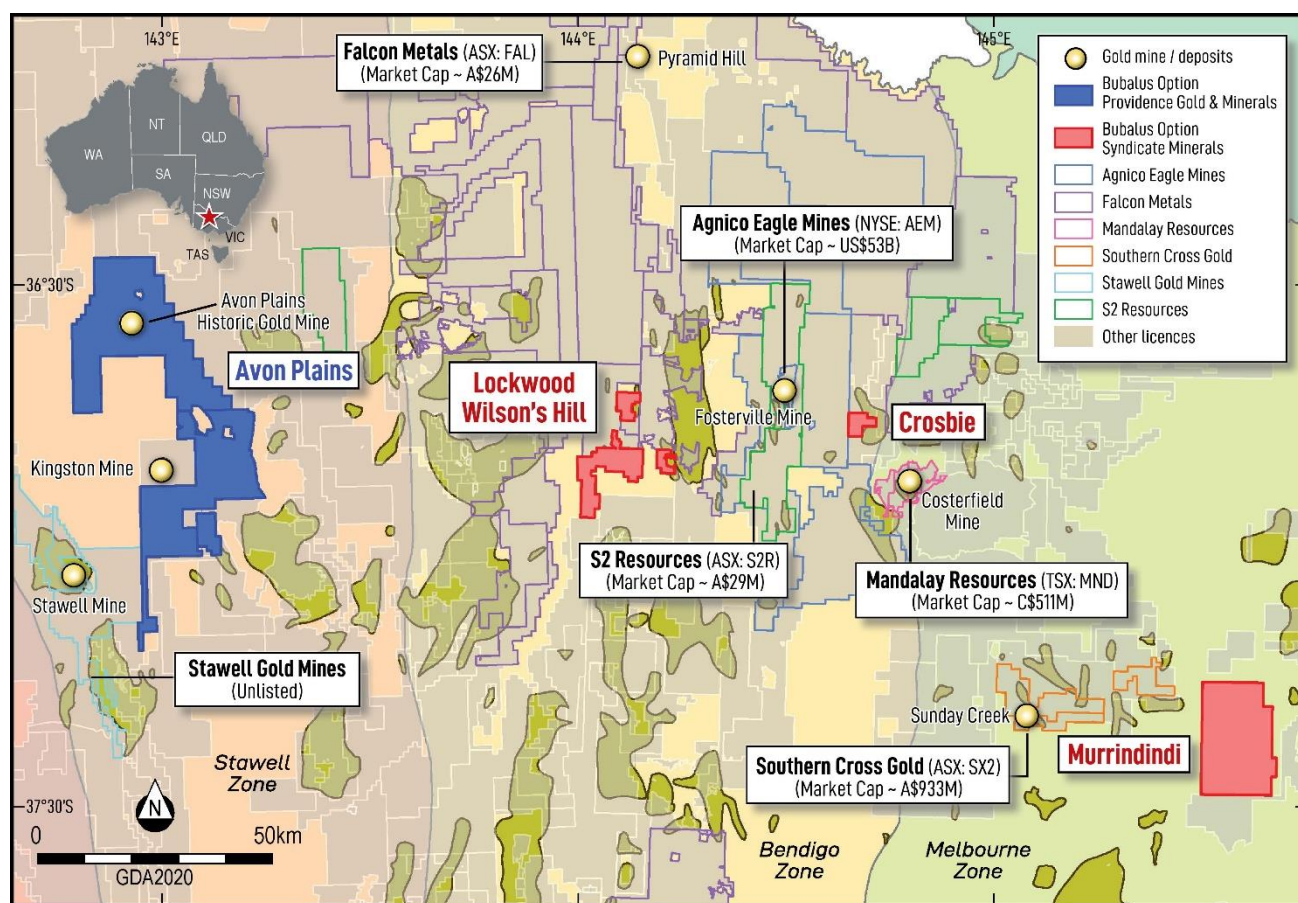 143°E
144°E
145°E
Falcon Metals (ASX: FAL)
(Market Cap ~ A$26M)
Pyramid Hill
Gold mine / deposits
Bubalus Option
Providence Gold & Minerals
Bubalus Option
Syndicate Minerals
Agnico Eagle Mines
Falcon Metals
Mandalay Resources
Southern Cross Gold
Stawell Gold Mines
S2 Resources
Other licences
WA
NT
QLD
SA
NSW
VIC
TAS
36°30'S
Agnico Eagle Mines (NYSE: AEM)
(Market Cap ~ US$53B)
Avon Plains
Historic Gold Mine
Avon Plains
Lockwood
Wilson's Hill
Fosterville Mine
Crosbie
Kingston Mine
Costerfield
Mine
S2 Resources (ASX: S2R)
(Market Cap ~ A$29M)
Mandalay Resources (TSX: MND)
(Market Cap ~ C$511M)
Stawell Mine
Stawell Gold Mines
(Unlisted)
Sunday Creek
Murrindindi
Stawell
Zone
Southern Cross Gold (ASX: SX2)
(Market Cap ~ A$933M)
37°30'S
N
0
50km
GDA2020
Bendigo
Zone
Melbourne
Zone